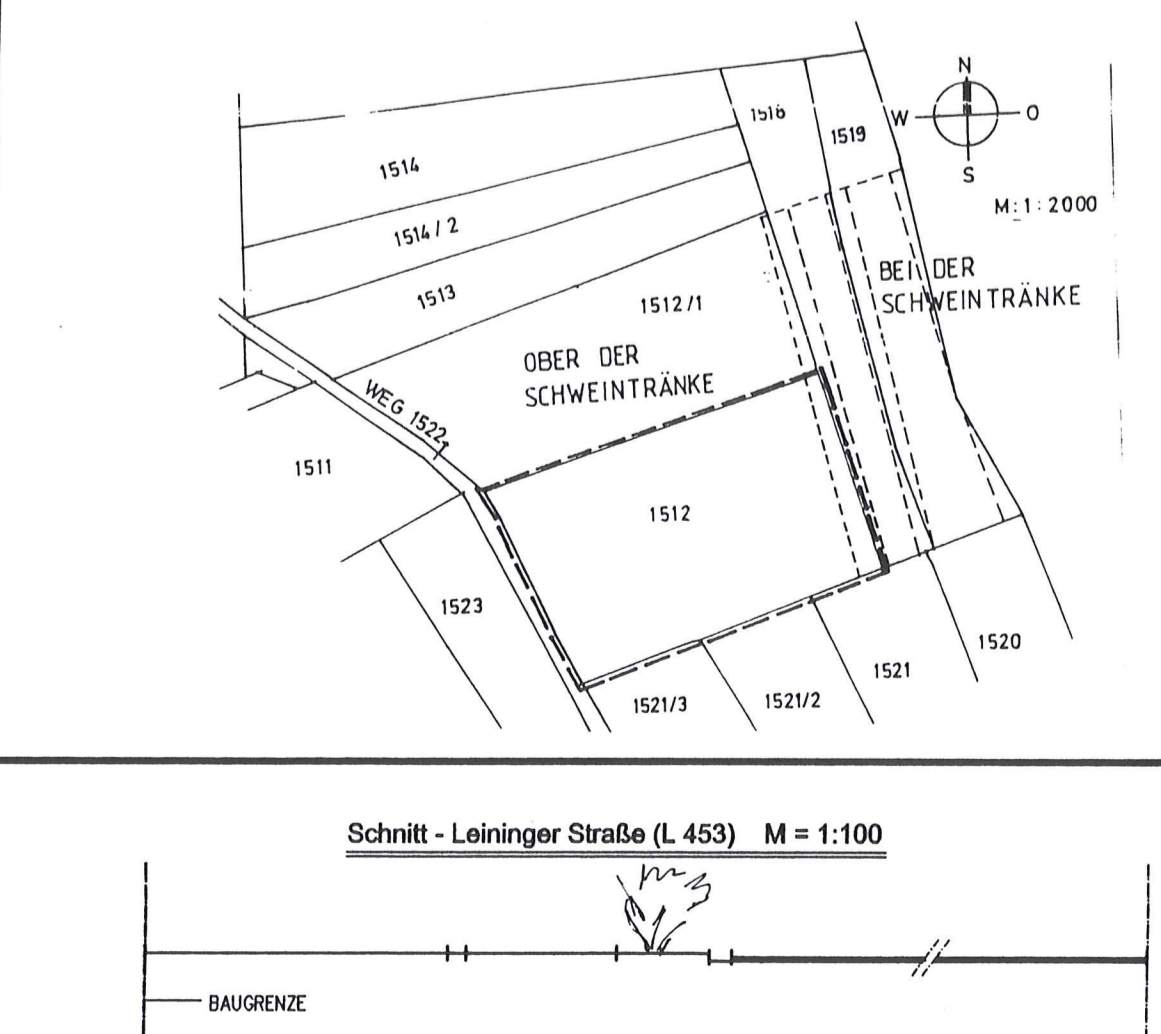 N
W
O
S
M: 1 : 2000
1518
1519
1514
1514 / 2
1513
1512 /1
BEI DER
SCHWEINTRÄNKE
OBER DER
SCHWEINTRÄNKE
WEG 1522
1511
1512
1523
1520
1521
1521/2
1521/3
Schnitt - Leininger Straße (L 453) M = 1:100
BAUGRENZE